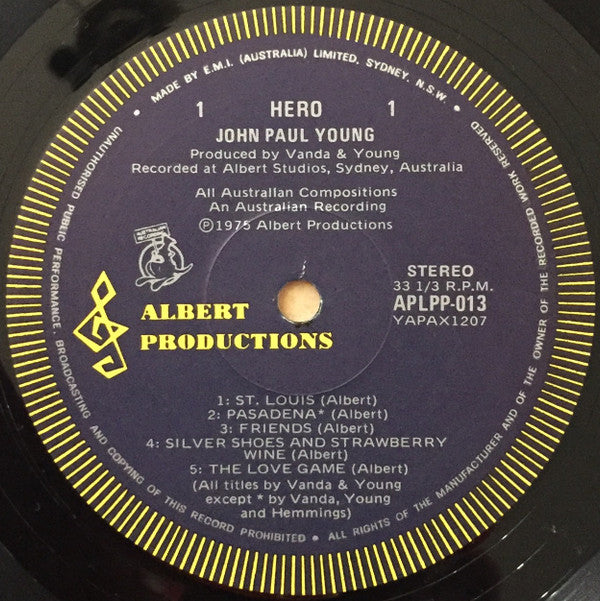 MADE BY E.M.I. (AUSTRALIA) LIMITED, SYDNEY, N.S.W. • UNAUTHORISED PUBLIC PERFORMANCE, BROADCASTING AND COPYING OF THIS RECORD PROHIBITED • ALL RIGHTS OF THE MANUFACTURER AND OF THE OWNER OF THE RECORDED WORK RESERVED •
1 HERO 1
JOHN PAUL YOUNG
Produced by Vanda & Young
Recorded at Albert Studios, Sydney, Australia
All Australian Compositions
An Australian Recording
Ⓟ1975 Albert Productions
AUSTRALIAN
RECORDING
STEREO
33 1/3 R.P.M.
APLPP-013
YAPAX1207
ALBERT
PRODUCTIONS
1: ST. LOUIS (Albert)
2: PASADENA* (Albert)
3: FRIENDS (Albert)
4: SILVER SHOES AND STRAWBERRY
WINE (Albert)
5: THE LOVE GAME (Albert)
(All titles by Vanda & Young
except * by Vanda, Young
and Hemmings)